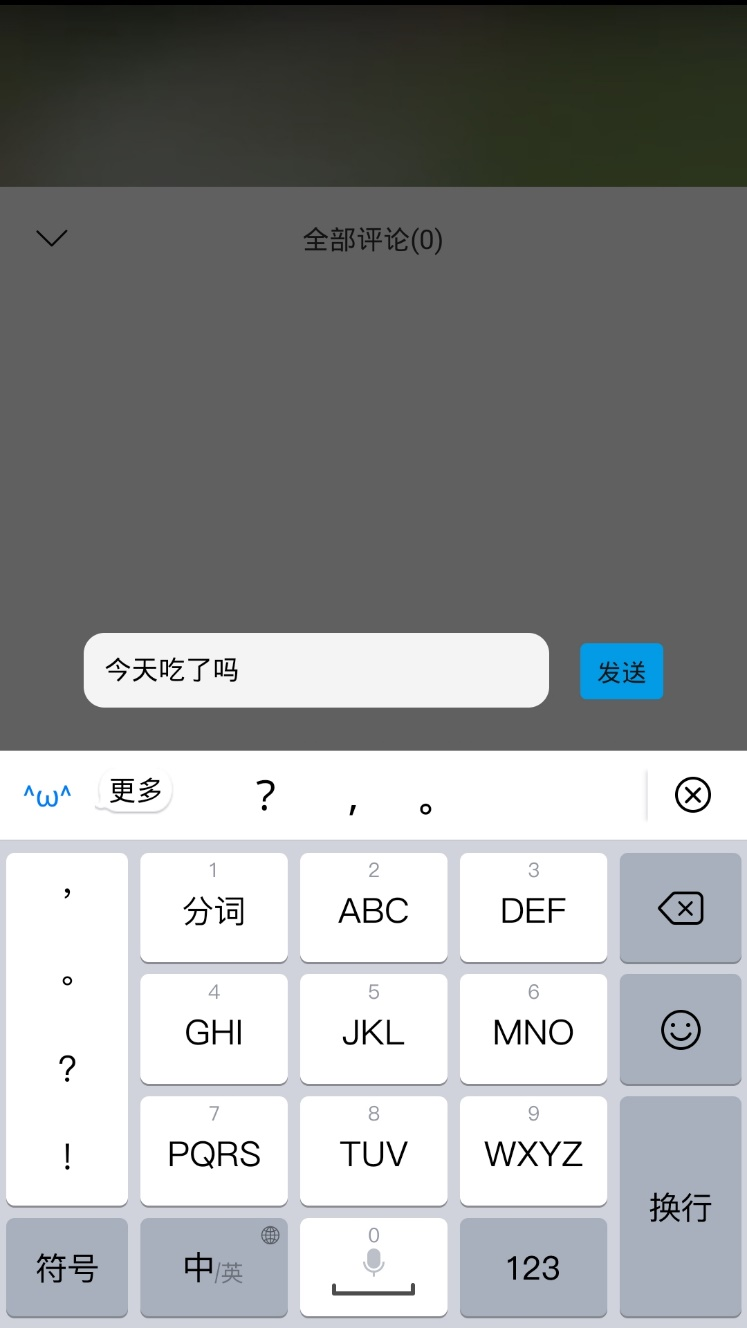 全部评论(0)
今天吃了吗
发送
^ω^ 更多 ? , 。
,
。
?
!
1
分词
2
ABC
3
DEF
4
GHI
5
JKL
6
MNO
7
PQRS
8
TUV
9
WXYZ
换行
符号
中/英
0
123